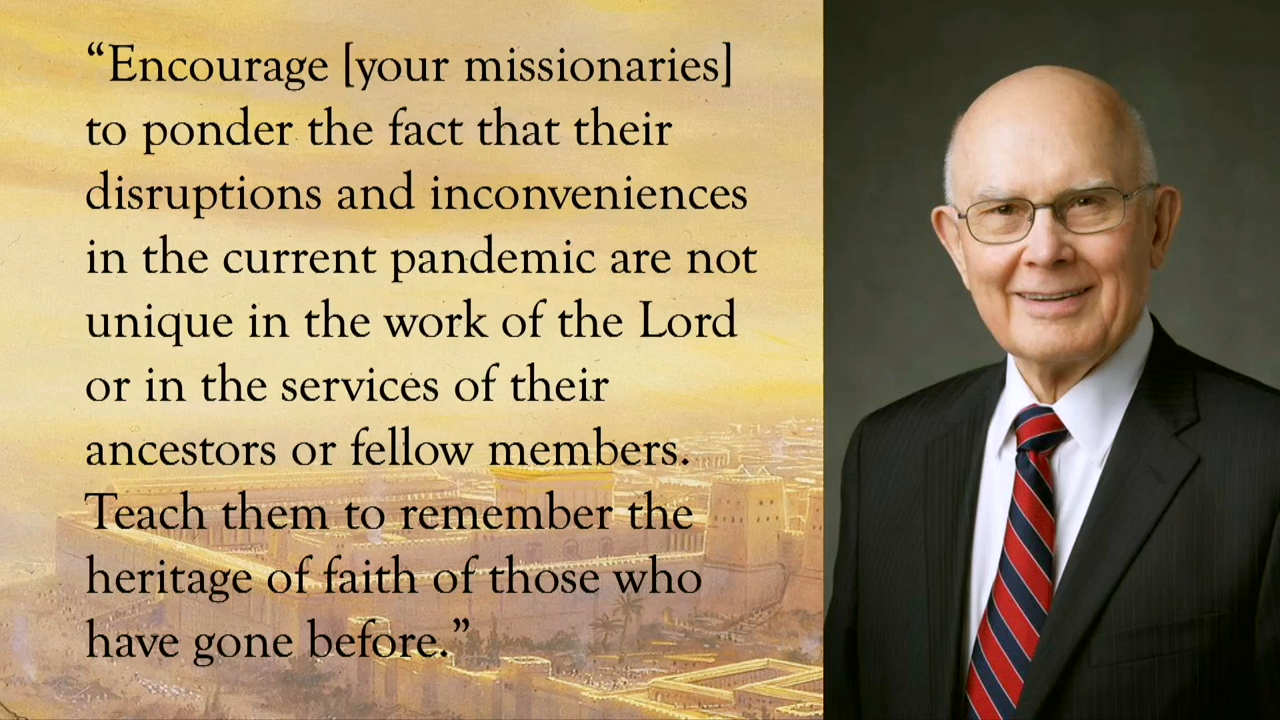 “Encourage [your missionaries]
to ponder the fact that their
disruptions and inconveniences
in the current pandemic are not
unique in the work of the Lord
or in the services of their
ancestors or fellow members.
Teach them to remember the
heritage of faith of those who
have gone before.”